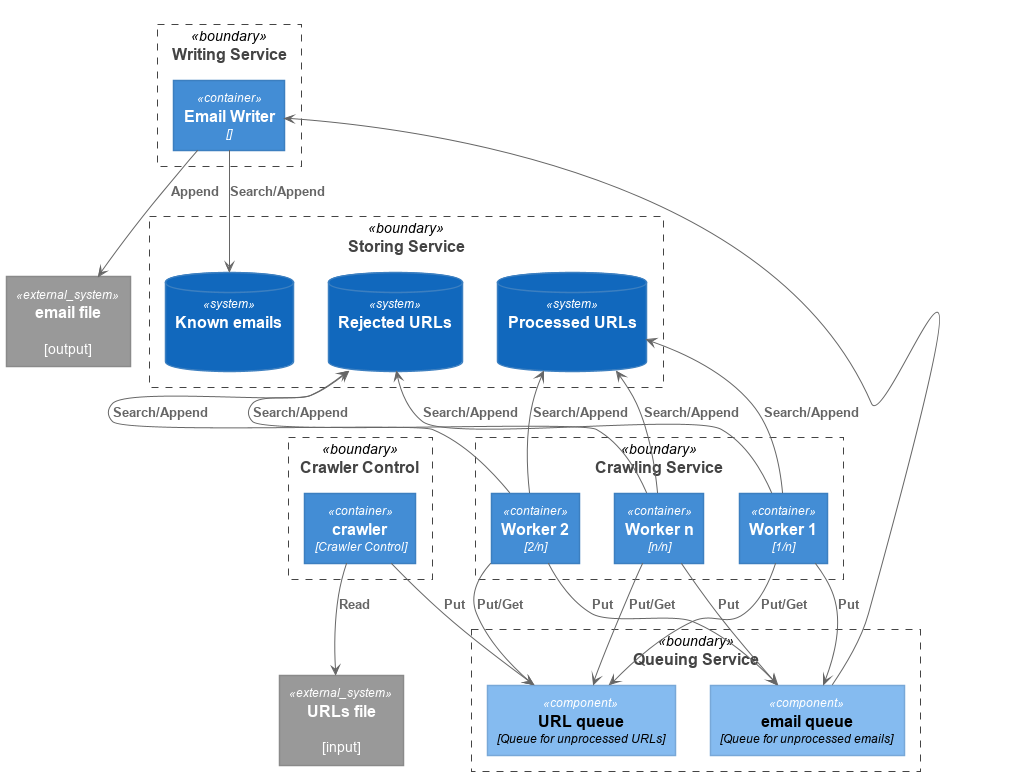 «boundary»
Writing Service
«container»
Email Writer
[]
Append
Search/Append
«boundary»
Storing Service
«external_system»
email file
[output]
«system»
Known emails
«system»
Rejected URLs
«system»
Processed URLs
Search/Append
Search/Append
Search/Append
Search/Append
Search/Append
Search/Append
«boundary»
Crawler Control
«container»
crawler
[Crawler Control]
«boundary»
Crawling Service
«container»
Worker 2
[2/n]
«container»
Worker n
[n/n]
«container»
Worker 1
[1/n]
Read
Put
Put/Get
Put
Put/Get
Put
Put/Get
Put
«boundary»
Queuing Service
«external_system»
URLs file
[input]
«component»
URL queue
[Queue for unprocessed URLs]
«component»
email queue
[Queue for unprocessed emails]